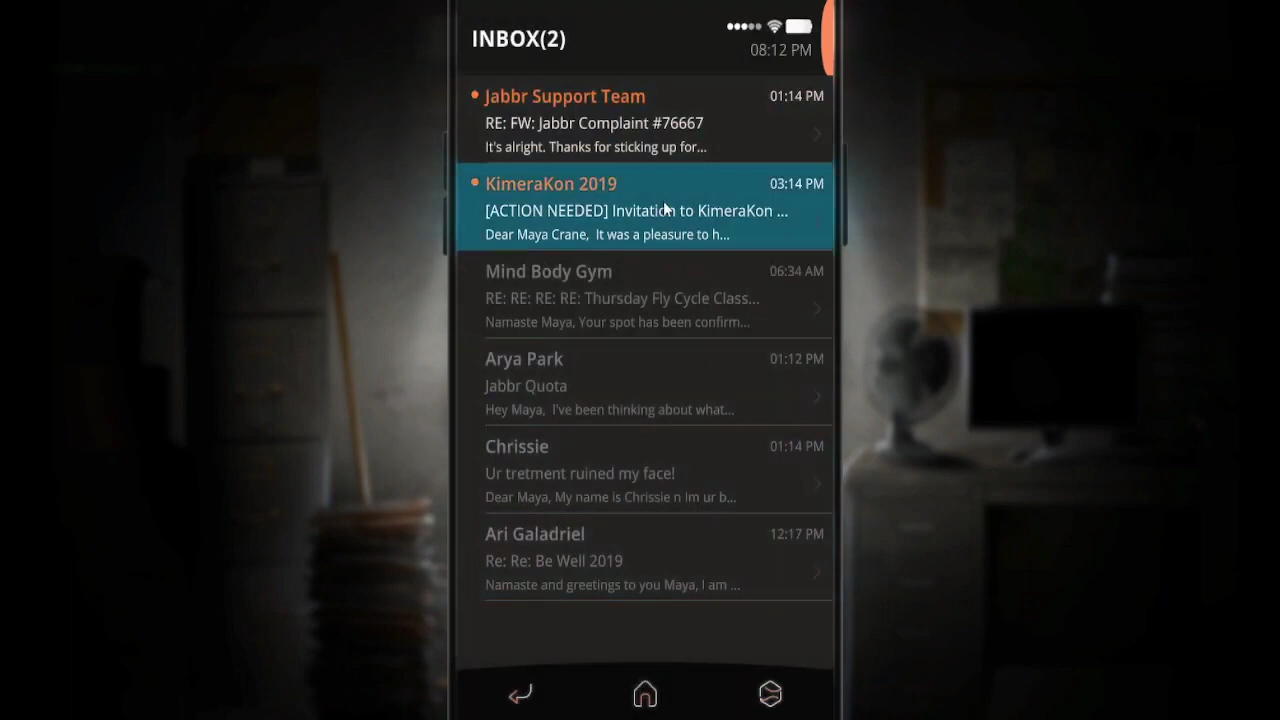 INBOX(2)
08:12 PM
Jabbr Support Team 01:14 PM
RE: FW: Jabbr Complaint #76667
It's alright. Thanks for sticking up for...
KimeraKon 2019 03:14 PM
[ACTION NEEDED] Invitation to KimeraKon ...
Dear Maya Crane,  It was a pleasure to h...
Mind Body Gym 06:34 AM
RE: RE: RE: RE: Thursday Fly Cycle Class...
Namaste Maya, Your spot has been confirm...
Arya Park 01:12 PM
Jabbr Quota
Hey Maya,  I've been thinking about what...
Chrissie 01:14 PM
Ur tretment ruined my face!
Dear Maya, My name is Chrissie n Im ur b...
Ari Galadriel 12:17 PM
Re: Re: Be Well 2019
Namaste and greetings to you Maya, I am ...